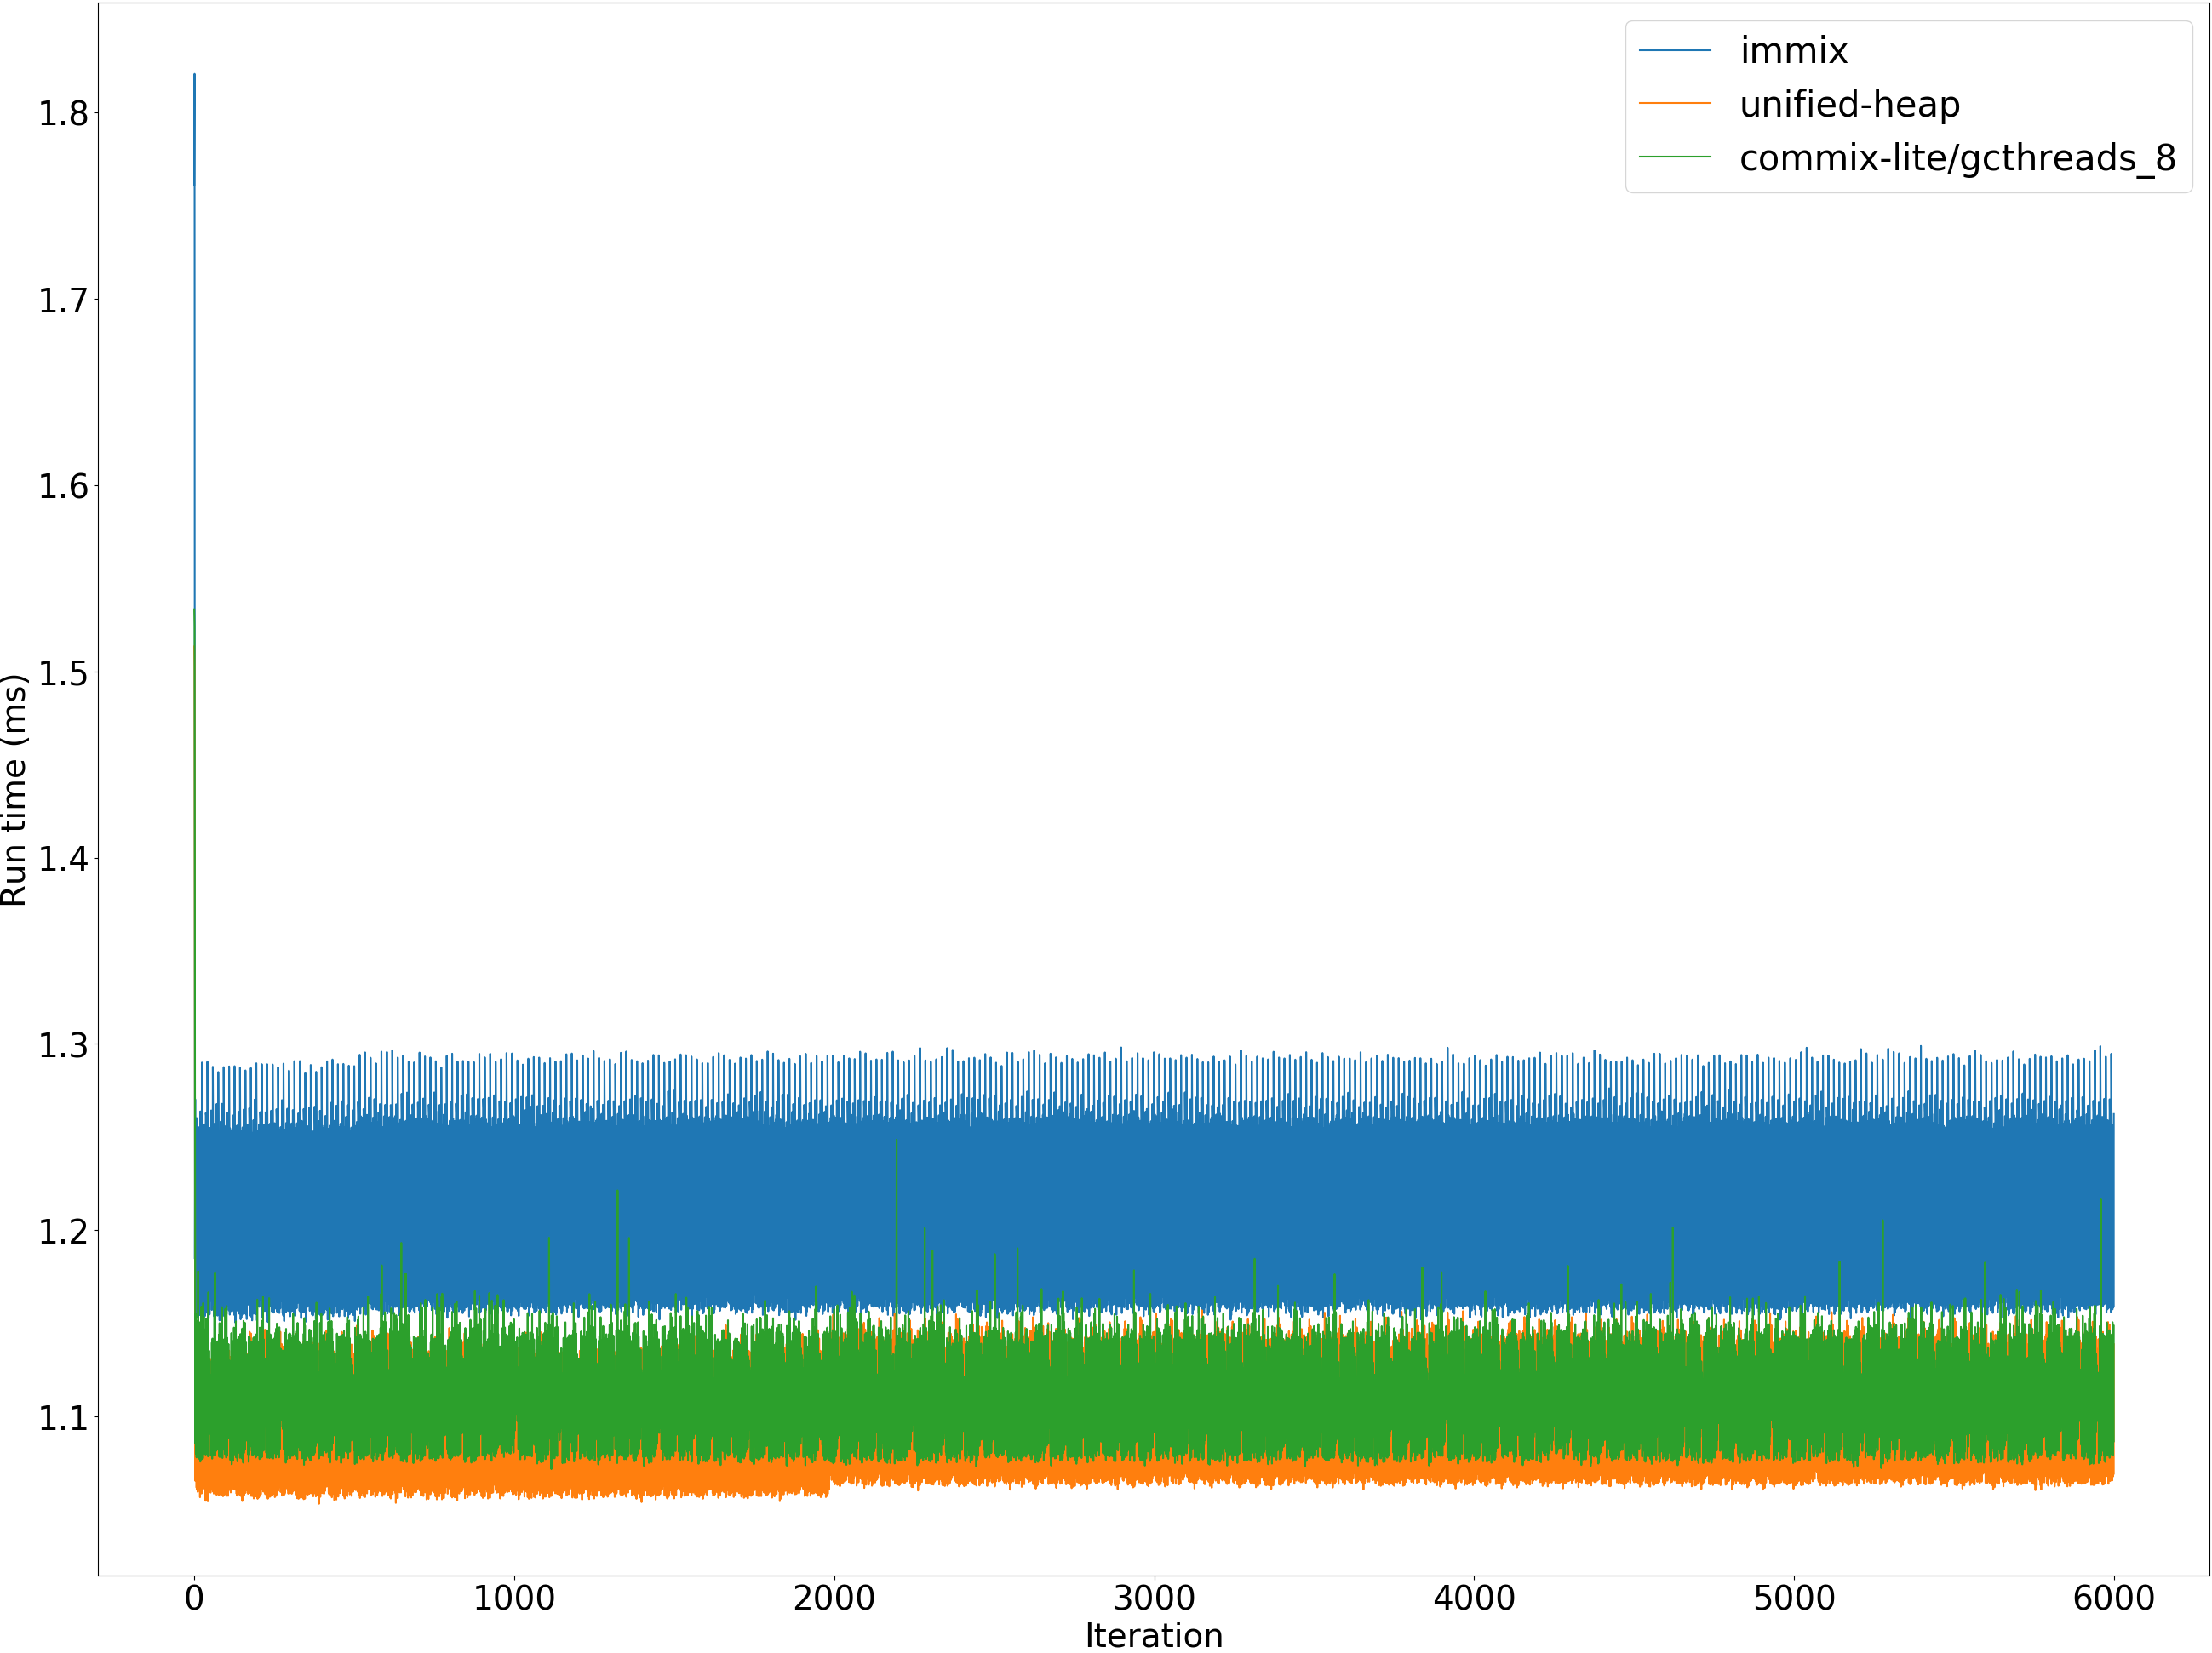 immix
unified-heap
commix-lite/gcthreads_8
1.8
1.7
1.6
1.5
1.4
1.3
1.2
1.1
Run time (ms)
0 1000 2000 3000 4000 5000 6000
Iteration